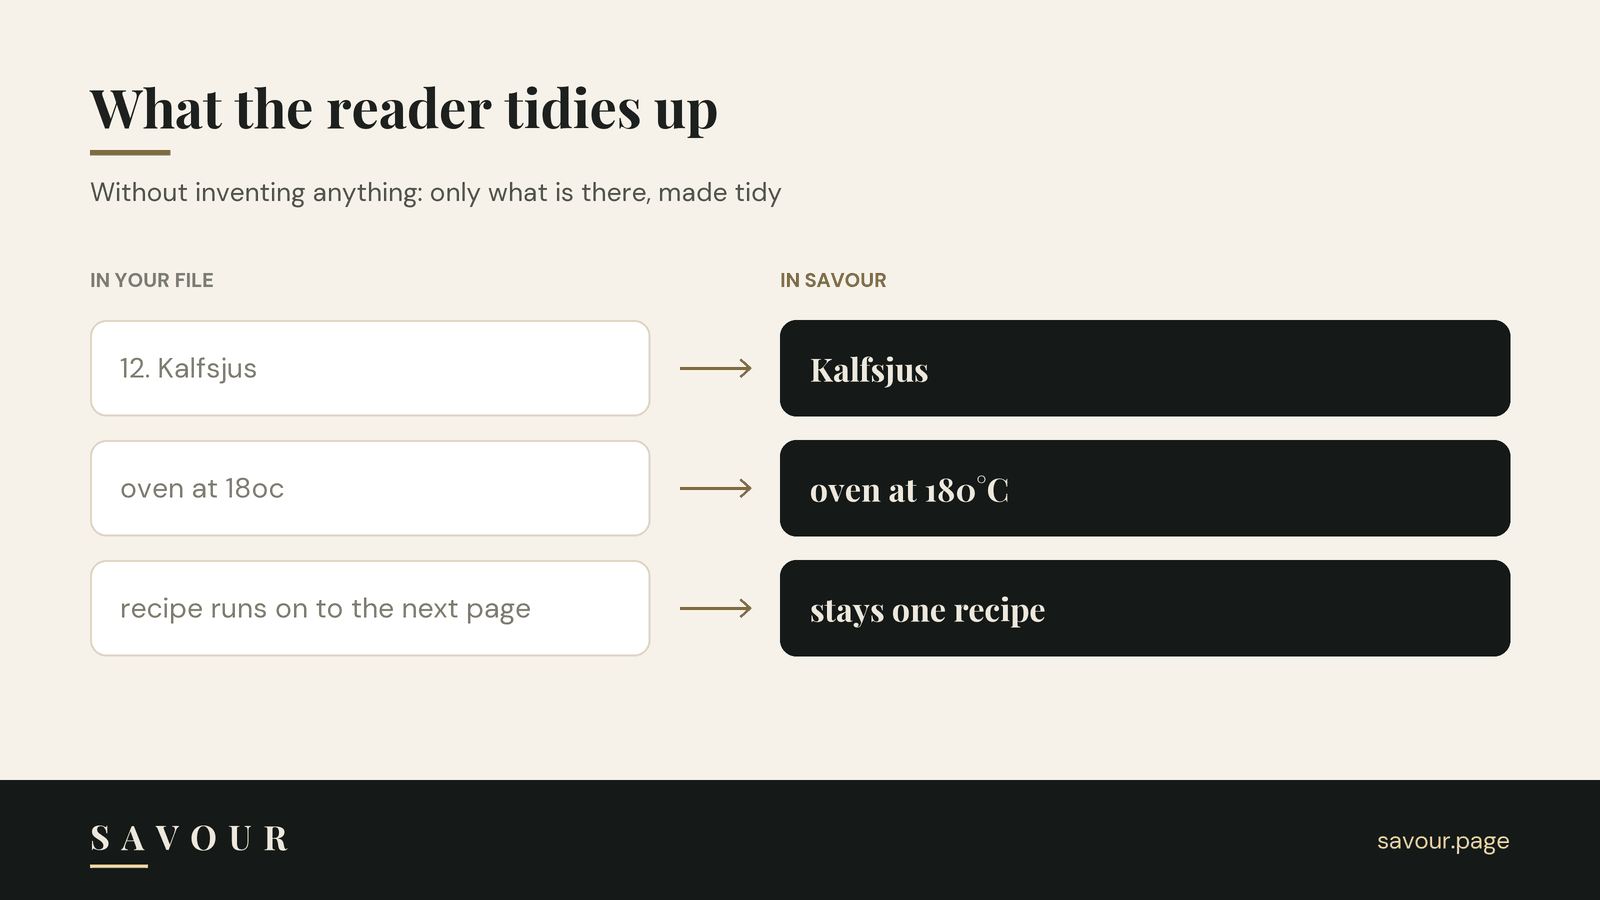 What the reader tidies up
Without inventing anything: only what is there, made tidy
IN YOUR FILE
IN SAVOUR
12. Kalfsjus
Kalfsjus
oven at 18oc
oven at 180°C
recipe runs on to the next page
stays one recipe
SAVOUR
savour.page